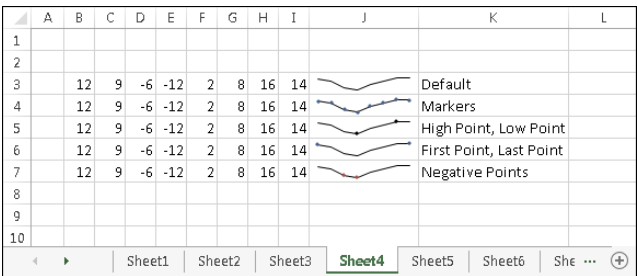 A B C D E F G H I J K L
1
2
3 12 9 -6 -12 2 8 16 14 Default
4 12 9 -6 -12 2 8 16 14 Markers
5 12 9 -6 -12 2 8 16 14 High Point, Low Point
6 12 9 -6 -12 2 8 16 14 First Point, Last Point
7 12 9 -6 -12 2 8 16 14 Negative Points
8
9
10
Sheet1 Sheet2 Sheet3 Sheet4 Sheet5 Sheet6 She ...